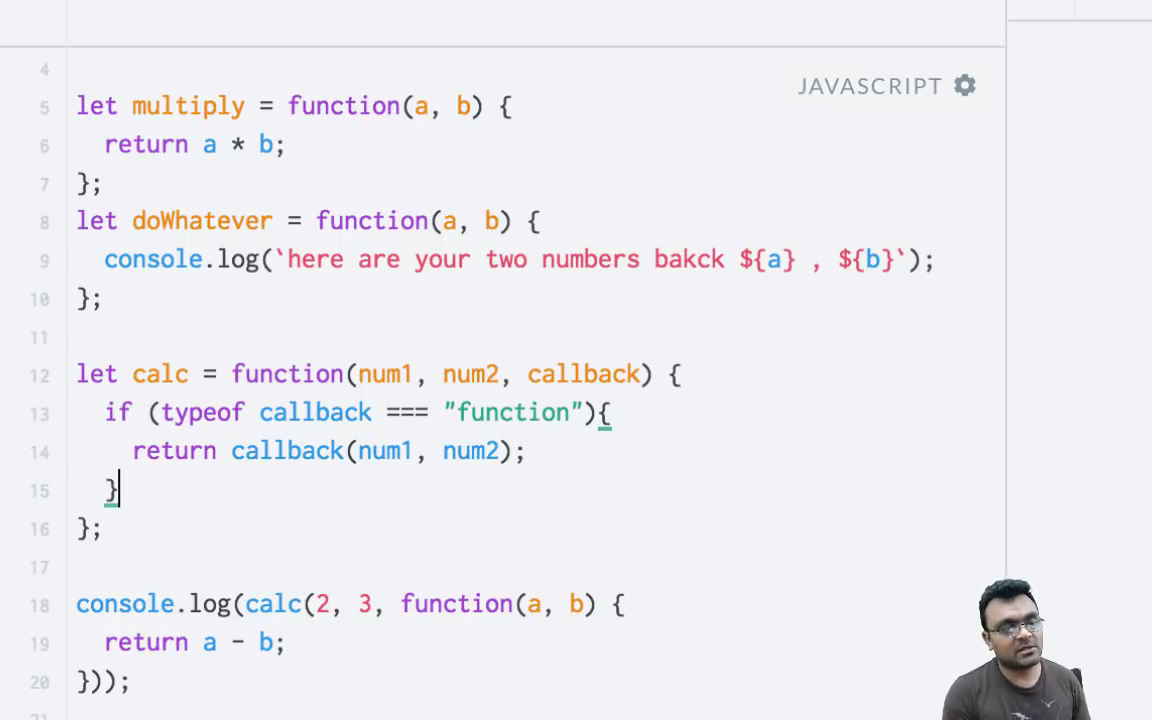 JAVASCRIPT
4
5 let multiply = function(a, b) {
6 return a * b;
7 };
8 let doWhatever = function(a, b) {
9 console.log(`here are your two numbers bakck ${a} , ${b}`);
10 };
11
12 let calc = function(num1, num2, callback) {
13 if (typeof callback === "function"){
14 return callback(num1, num2);
15 }
16 };
17
18 console.log(calc(2, 3, function(a, b) {
19 return a - b;
20 }));